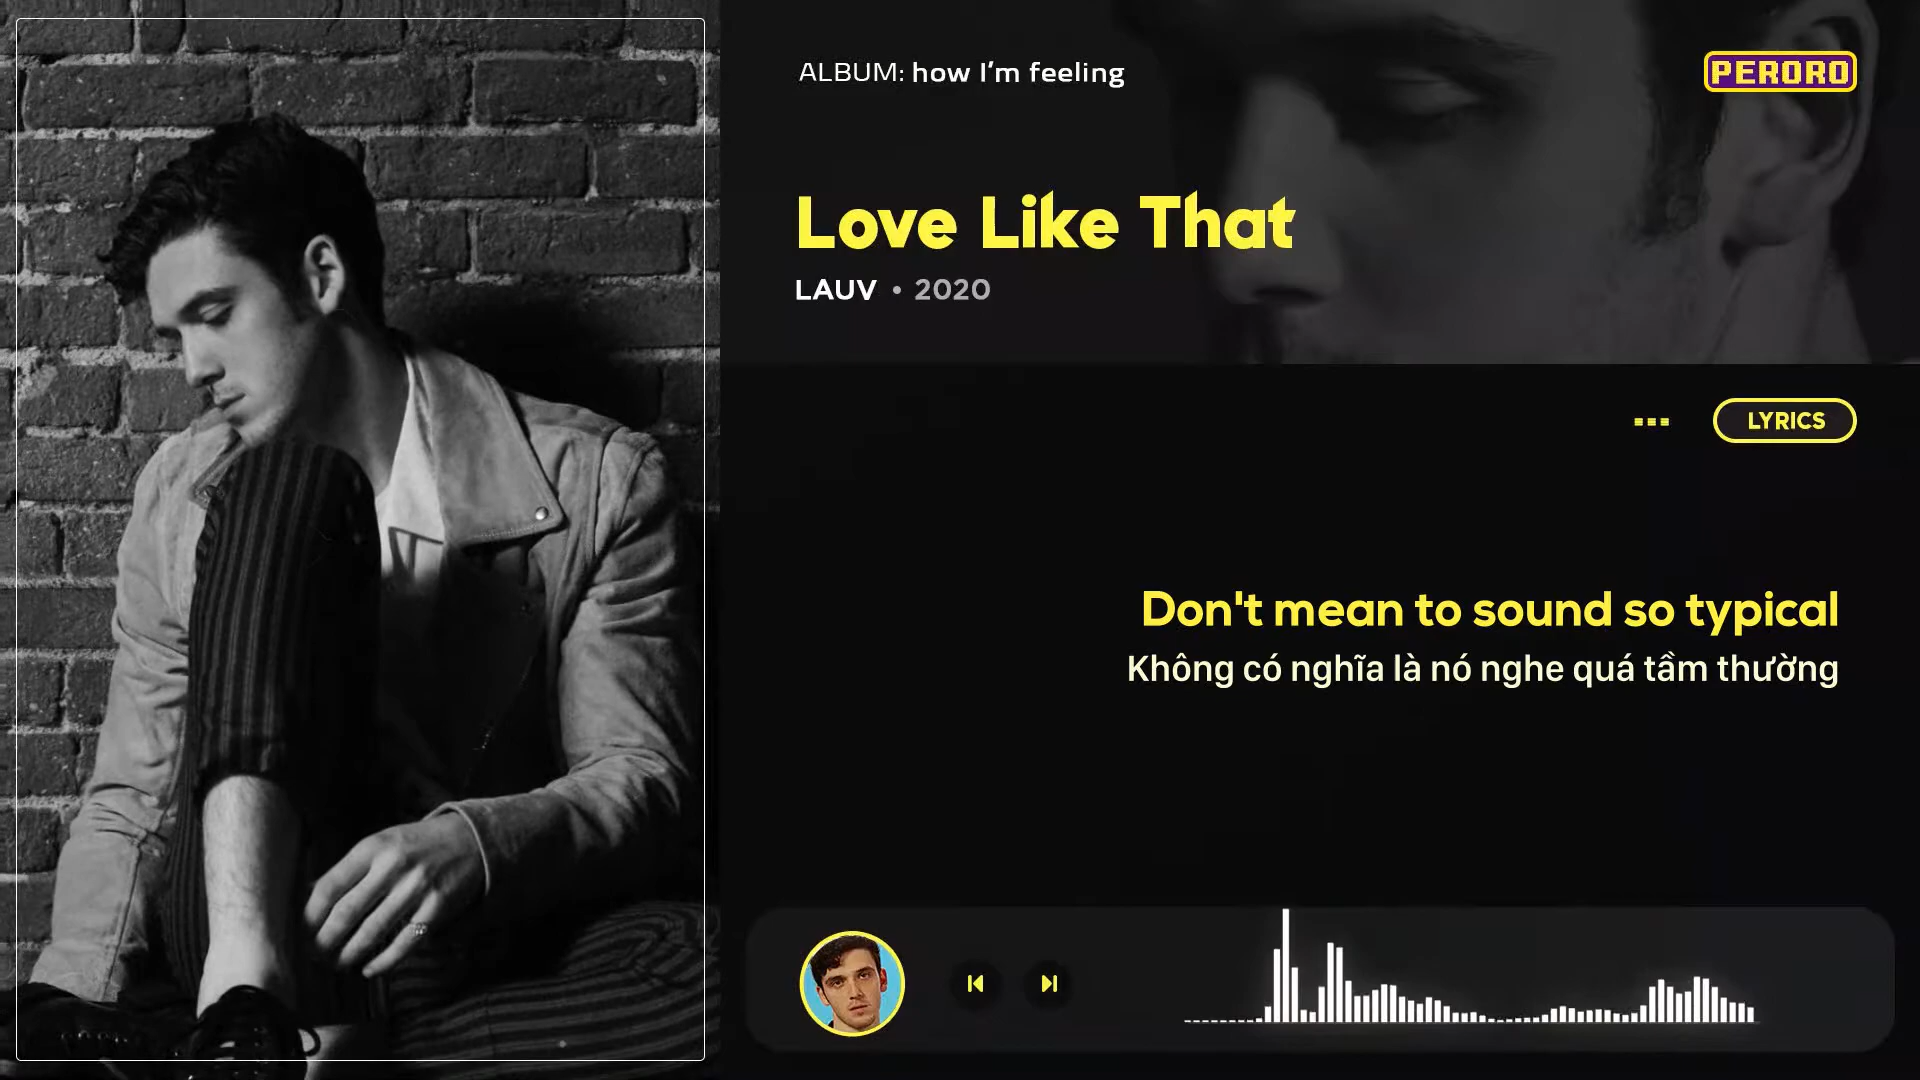 ALBUM: how I'm feeling
PERORO
Love Like That
LAUV • 2020
LYRICS
Don't mean to sound so typical
Không có nghĩa là nó nghe quá tầm thường